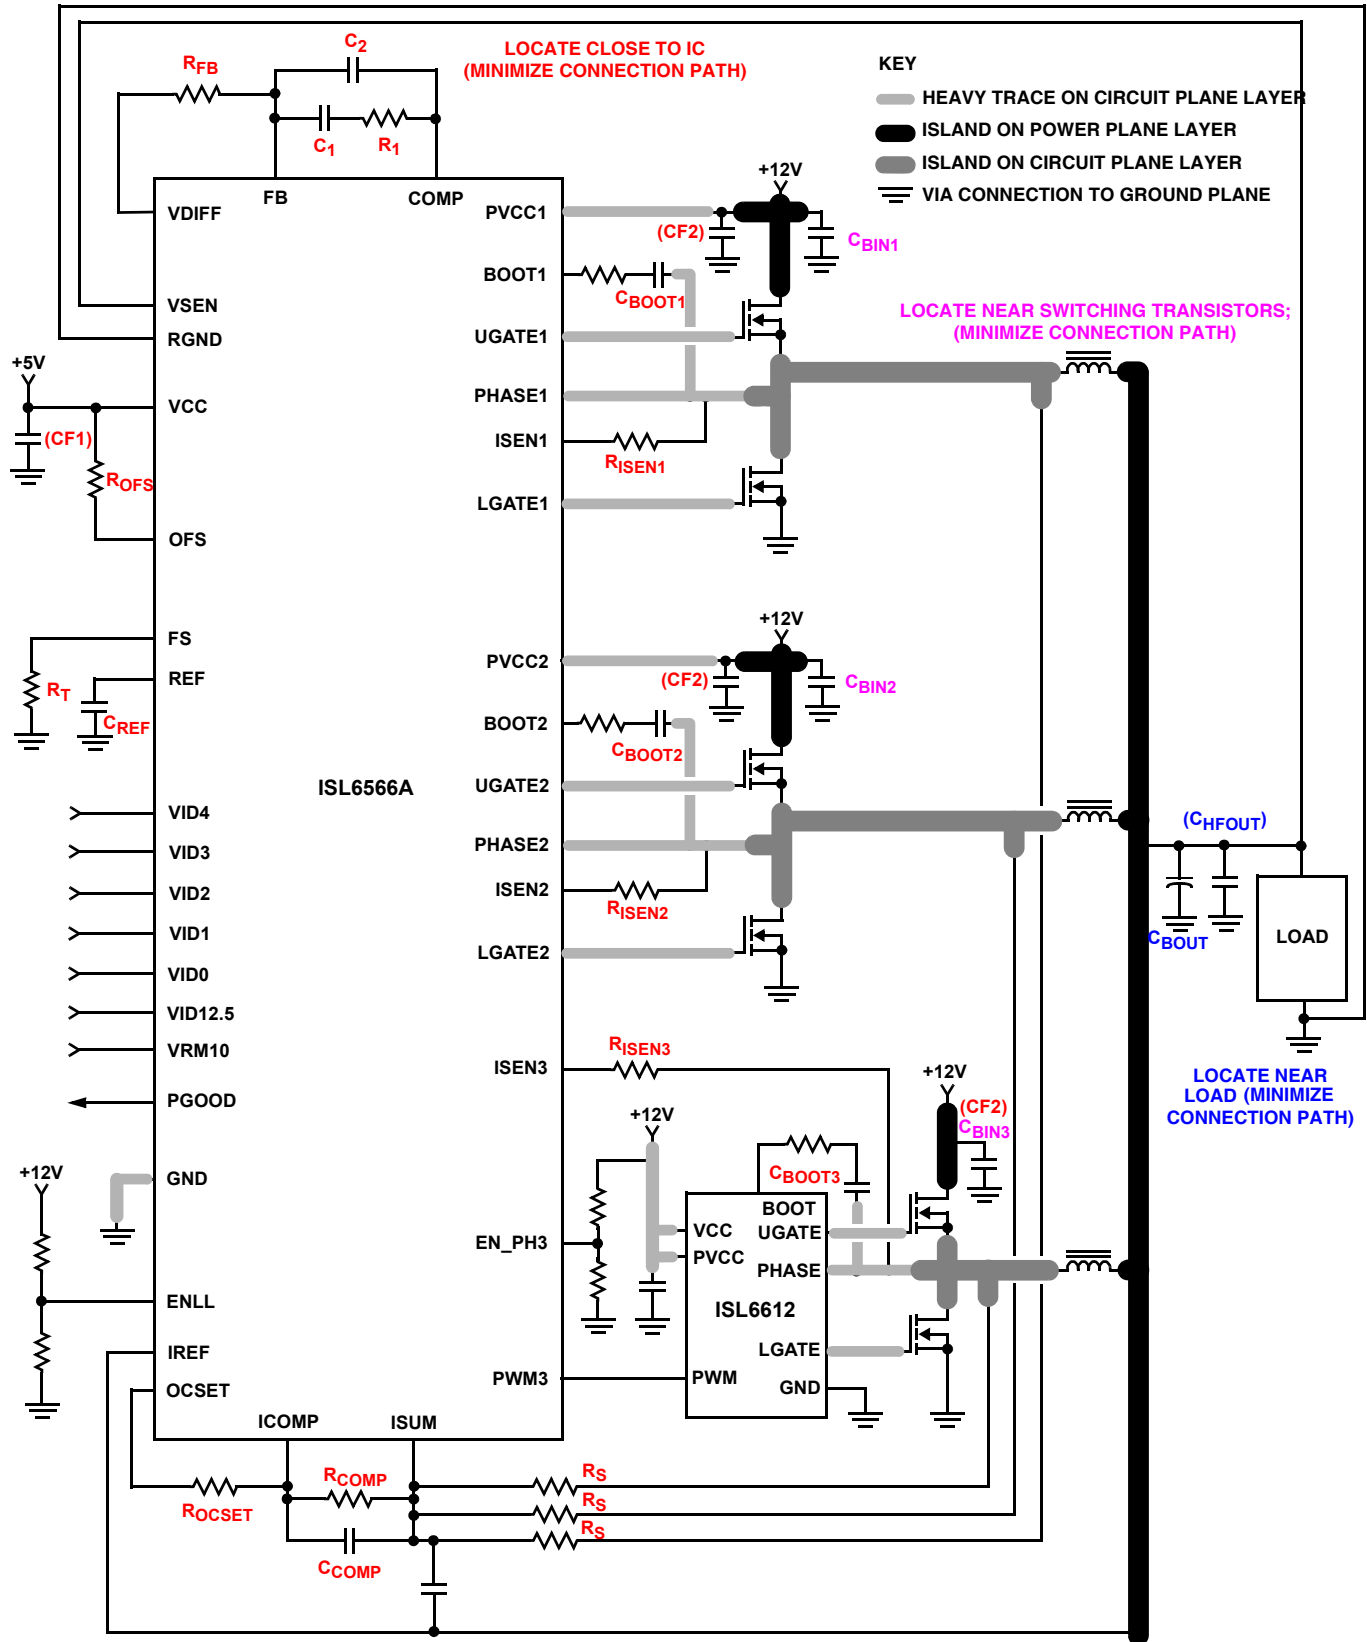 C2
LOCATE CLOSE TO IC
(MINIMIZE CONNECTION PATH)
RFB
C1
R1
KEY
HEAVY TRACE ON CIRCUIT PLANE LAYER
ISLAND ON POWER PLANE LAYER
ISLAND ON CIRCUIT PLANE LAYER
VIA CONNECTION TO GROUND PLANE
+12V
FB
COMP
VDIFF
PVCC1
(CF2)
CBIN1
BOOT1
CBOOT1
VSEN
RGND
UGATE1
LOCATE NEAR SWITCHING TRANSISTORS;
(MINIMIZE CONNECTION PATH)
+5V
VCC
PHASE1
(CF1)
ISEN1
RISEN1
ROFS
LGATE1
OFS
+12V
FS
PVCC2
REF
(CF2)
CBIN2
RT
CREF
BOOT2
CBOOT2
ISL6566A
UGATE2
VID4
(CHFOUT)
VID3
PHASE2
VID2
ISEN2
RISEN2
VID1
CBOUT
LOAD
LGATE2
VID0
VID12.5
VRM10
RISEN3
ISEN3
+12V
LOCATE NEAR
LOAD (MINIMIZE
CONNECTION PATH)
PGOOD
(CF2)
CBIN3
+12V
+12V
GND
CBOOT3
BOOT
UGATE
VCC
EN_PH3
PVCC
PHASE
ENLL
ISL6612
IREF
LGATE
OCSET
PWM3
PWM
GND
ICOMP
ISUM
RCOMP
RS
ROCSET
RS
RS
CCOMP